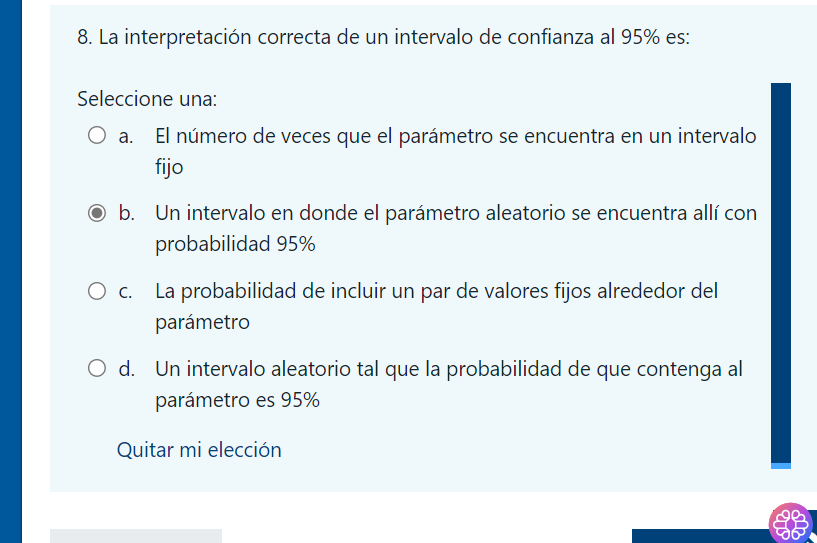 8. La interpretación correcta de un intervalo de confianza al 95% es:
Seleccione una:
a. El número de veces que el parámetro se encuentra en un intervalo
fijo
b. Un intervalo en donde el parámetro aleatorio se encuentra allí con
probabilidad 95%
c. La probabilidad de incluir un par de valores fijos alrededor del
parámetro
d. Un intervalo aleatorio tal que la probabilidad de que contenga al
parámetro es 95%
Quitar mi elección